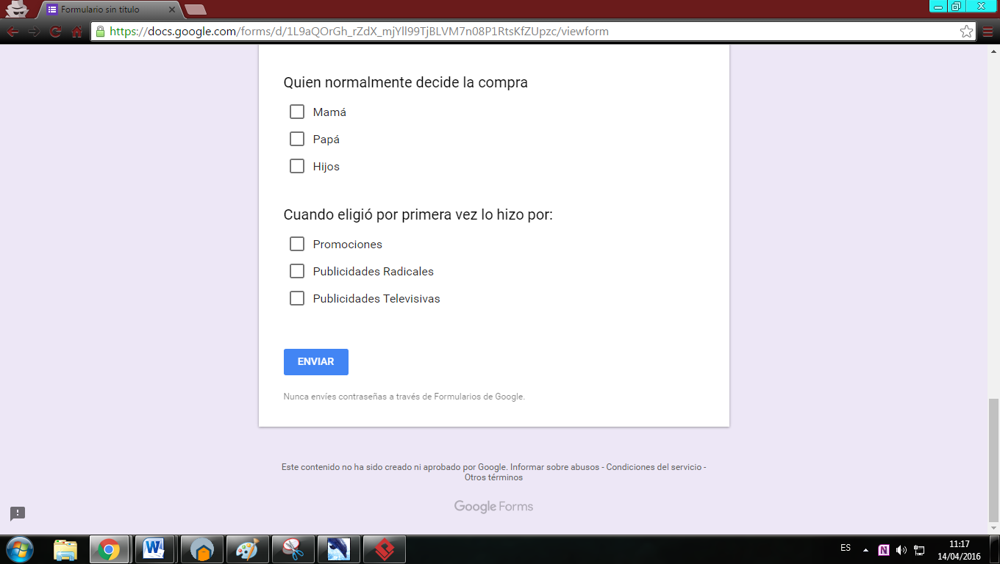 Formulario sin título
https://docs.google.com/forms/d/1L9aQOrGh_rZdX_mjYll99TjBLVM7n08P1RtsKfZUpzc/viewform
Quien normalmente decide la compra
Mamá
Papá
Hijos
Cuando eligió por primera vez lo hizo por:
Promociones
Publicidades Radicales
Publicidades Televisivas
ENVIAR
Nunca envíes contraseñas a través de Formularios de Google.
Este contenido no ha sido creado ni aprobado por Google. Informar sobre abusos - Condiciones del servicio -
Otros términos
Google Forms
ES
11:17
14/04/2016